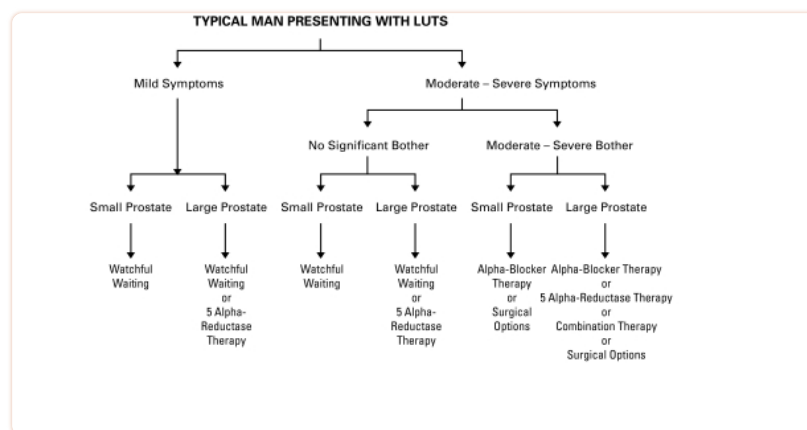 TYPICAL MAN PRESENTING WITH LUTS
Mild Symptoms
Moderate – Severe Symptoms
No Significant Bother
Moderate – Severe Bother
Small Prostate
Large Prostate
Small Prostate
Large Prostate
Small Prostate
Large Prostate
Watchful
Waiting
Watchful
Waiting
or
5 Alpha-
Reductase
Therapy
Watchful
Waiting
Watchful
Waiting
or
5 Alpha-
Reductase
Therapy
Alpha-Blocker
Therapy
or
Surgical
Options
Alpha-Blocker Therapy
or
5 Alpha-Reductase Therapy
or
Combination Therapy
or
Surgical Options